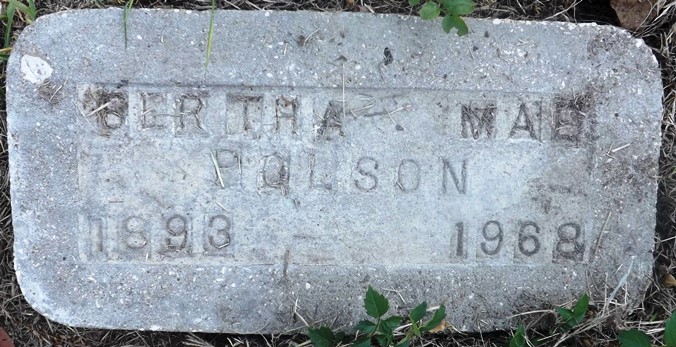 BERTHA MAE
POLSON
1893 - 1968